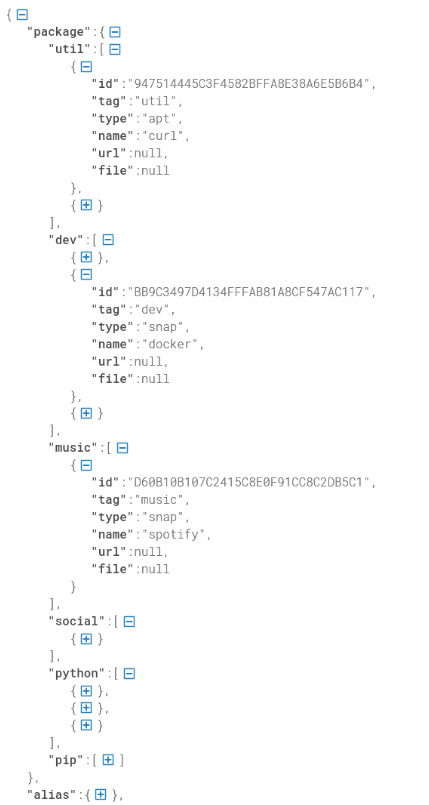 {
"package":{
"util":[
{
"id":"947514445C3F4582BFFA8E38A6E5B6B4",
"tag":"util",
"type":"apt",
"name":"curl",
"url":null,
"file":null
},
{ }
],
"dev":[
{ },
{
"id":"BB9C3497D4134FFFAB81A8CF547AC117",
"tag":"dev",
"type":"snap",
"name":"docker",
"url":null,
"file":null
},
{ }
],
"music":[
{
"id":"D60B10B107C2415C8E0F91CC8C2DB5C1",
"tag":"music",
"type":"snap",
"name":"spotify",
"url":null,
"file":null
}
],
"social":[
{ }
],
"python":[
{ },
{ },
{ }
],
"pip":[ ]
},
"alias":{ },